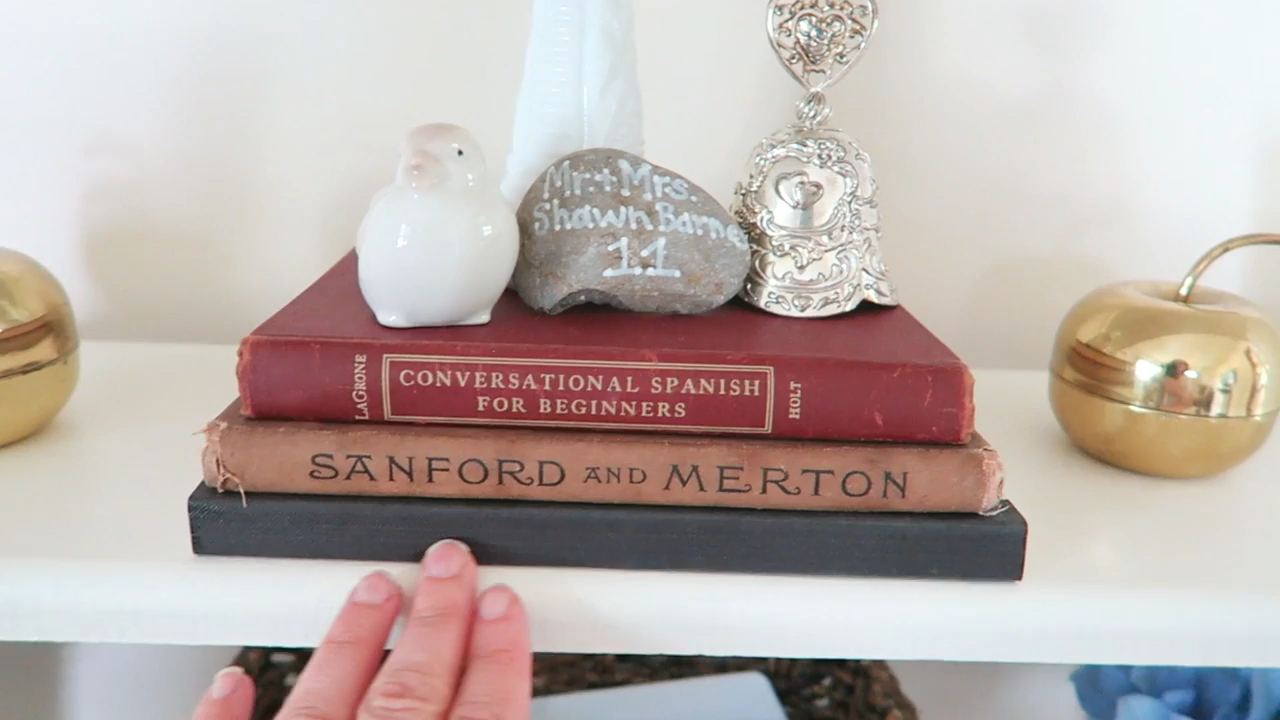 Mr.+Mrs.
Shawn Barne
11
LAGRONE
CONVERSATIONAL SPANISH
FOR BEGINNERS
HOLT
SANFORD AND MERTON